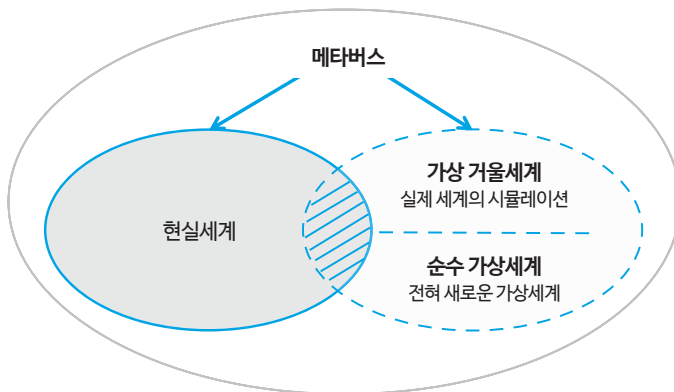 메타버스
현실세계
가상 거울세계
실제 세계의 시뮬레이션
순수 가상세계
전혀 새로운 가상세계